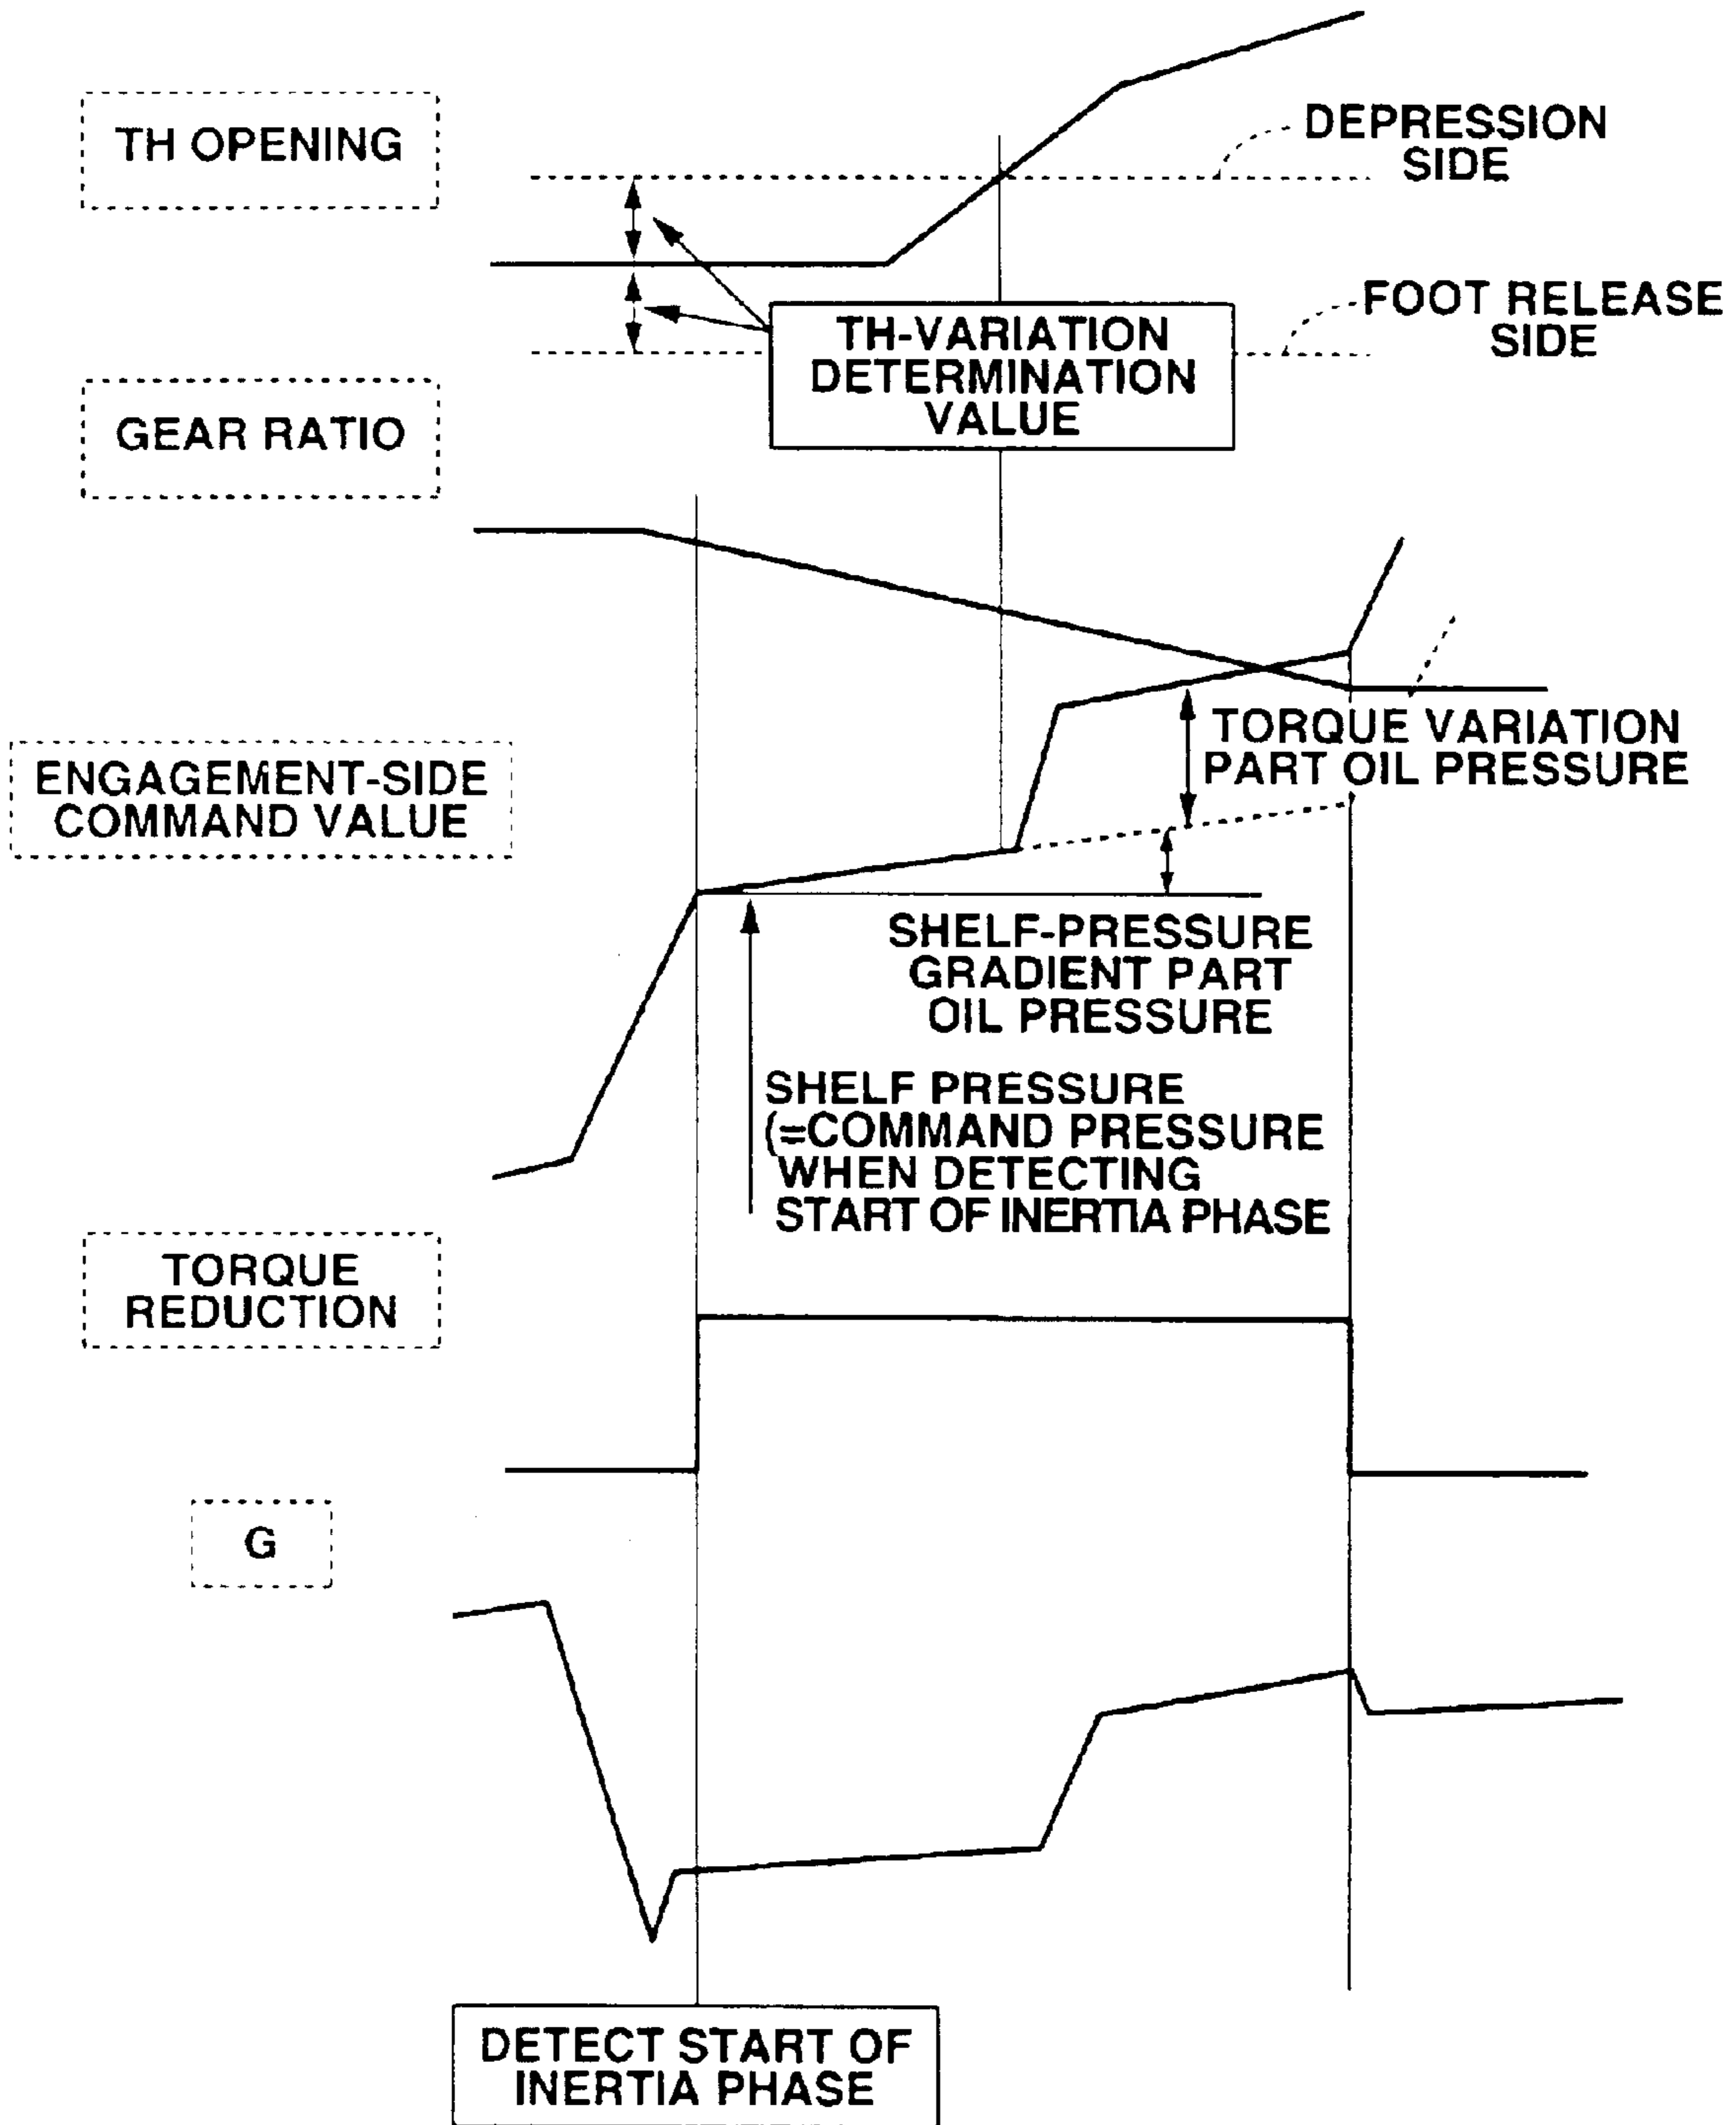 TH OPENING
DEPRESSION
SIDE
FOOT RELEASE
SIDE
TH-VARIATION
DETERMINATION
VALUE
GEAR RATIO
TORQUE VARIATION
PART OIL PRESSURE
ENGAGEMENT-SIDE
COMMAND VALUE
SHELF-PRESSURE
GRADIENT PART
OIL PRESSURE
SHELF PRESSURE
(=COMMAND PRESSURE
WHEN DETECTING
START OF INERTIA PHASE
TORQUE
REDUCTION
G
DETECT START OF
INERTIA PHASE